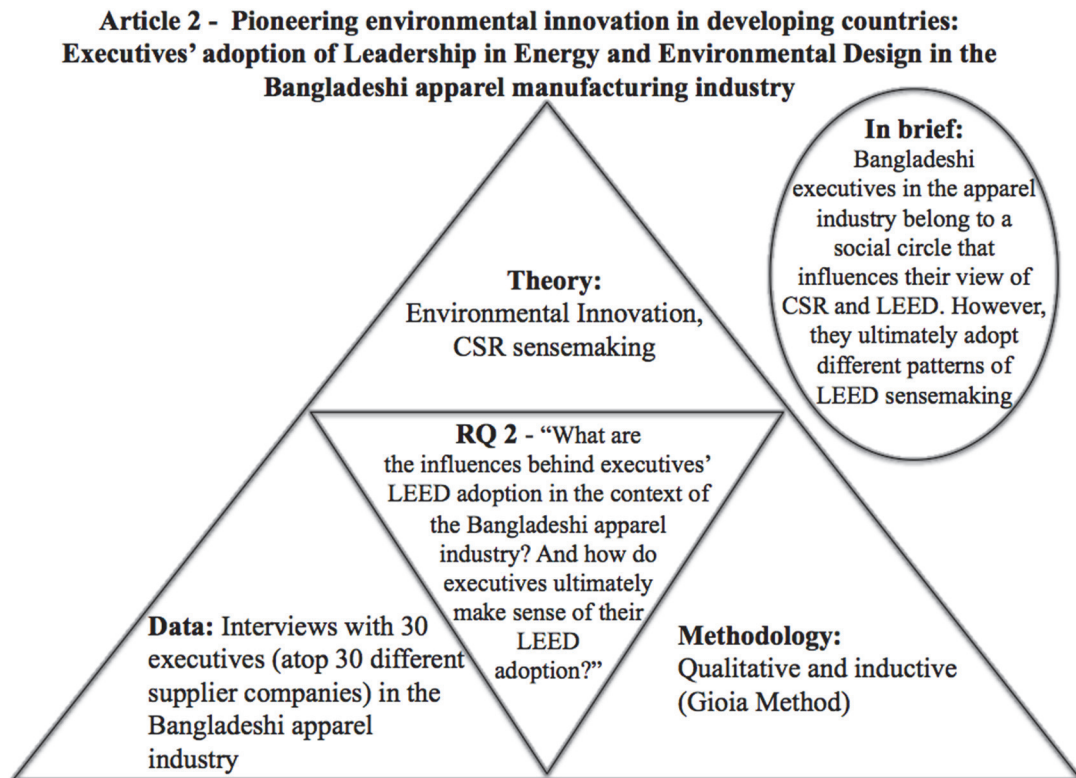 Article 2 - Pioneering environmental innovation in developing countries:
Executives' adoption of Leadership in Energy and Environmental Design in the
Bangladeshi apparel manufacturing industry
In brief:
Bangladeshi
executives in the apparel
industry belong to a
social circle that
influences their view of
CSR and LEED. However,
they ultimately adopt
different patterns of
LEED sensemaking
Theory:
Environmental Innovation,
CSR sensemaking
RQ 2 - “What are
the influences behind executives’
LEED adoption in the context of
the Bangladeshi apparel
industry? And how do
executives ultimately
make sense of their
LEED
adoption?”
Data: Interviews with 30
executives (atop 30 different
supplier companies) in the
Bangladeshi apparel
industry
Methodology:
Qualitative and inductive
(Gioia Method)